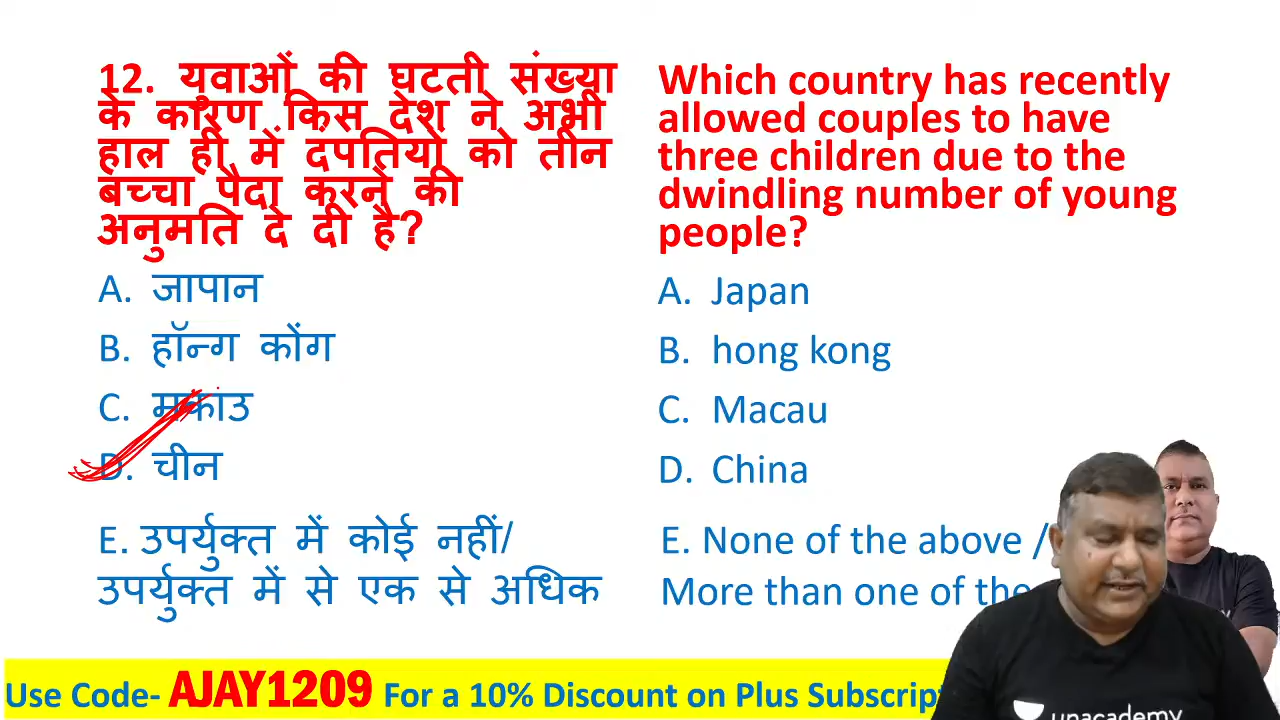 12. युवाओं की घटती संख्या
के कारण किस देश ने अभी
हाल ही में दंपतियों को तीन
बच्चा पैदा करने की
अनुमति दे दी है?
A. जापान
B. हॉन्ग कोंग
C. मकांउ
D. चीन
E. उपर्युक्त में कोई नहीं/
उपर्युक्त में से एक से अधिक
Which country has recently
allowed couples to have
three children due to the
dwindling number of young
people?
A. Japan
B. hong kong
C. Macau
D. China
E. None of the above /
More than one of the
Use Code- AJAY1209 For a 10% Discount on Plus
unacademy